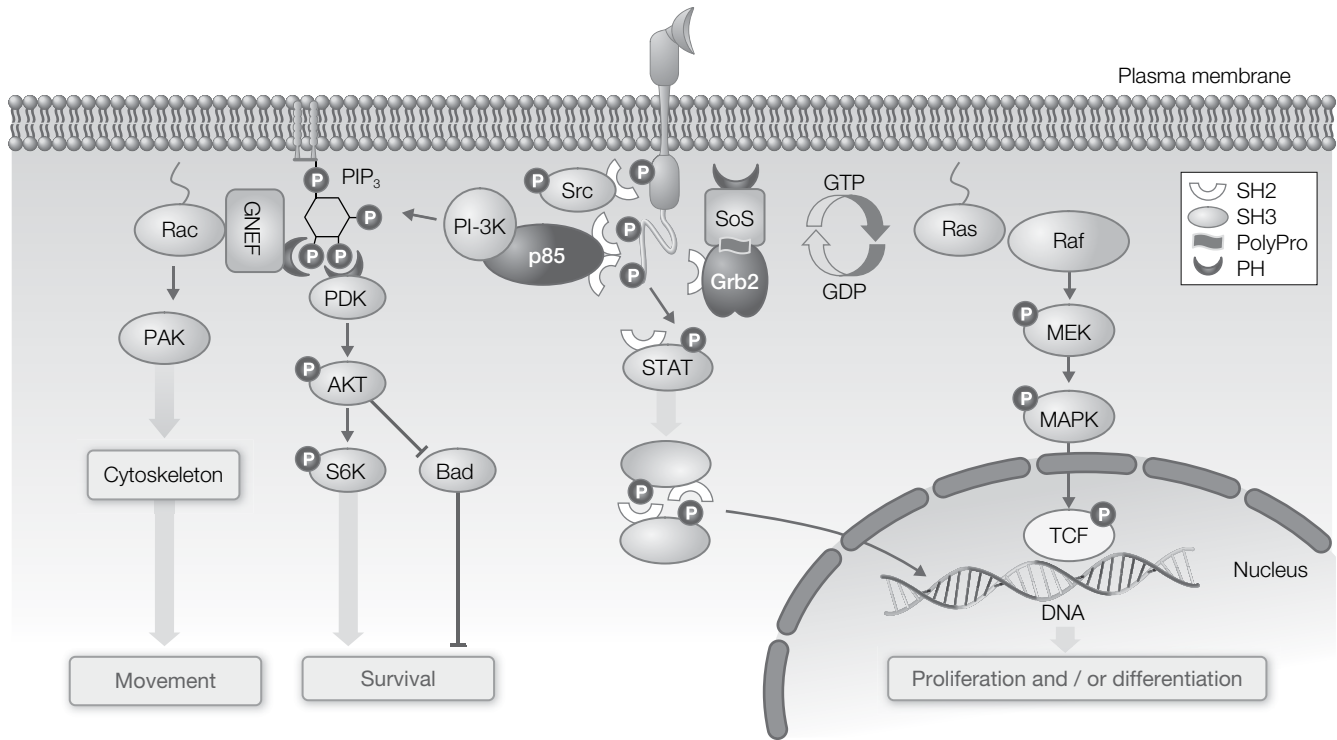 Plasma membrane
SH2
SH3
PolyPro
PH
P
PIP3
P
P
P
Rac
GNEF
PDK
PAK
P
AKT
P
S6K
Bad
Cytoskeleton
Movement
Survival
PI-3K
p85
P
Src
P
P
P
SoS
Grb2
P
STAT
P
P
GTP
GDP
Ras
Raf
P
MEK
P
MAPK
P
TCF
Nucleus
DNA
Proliferation and / or differentiation